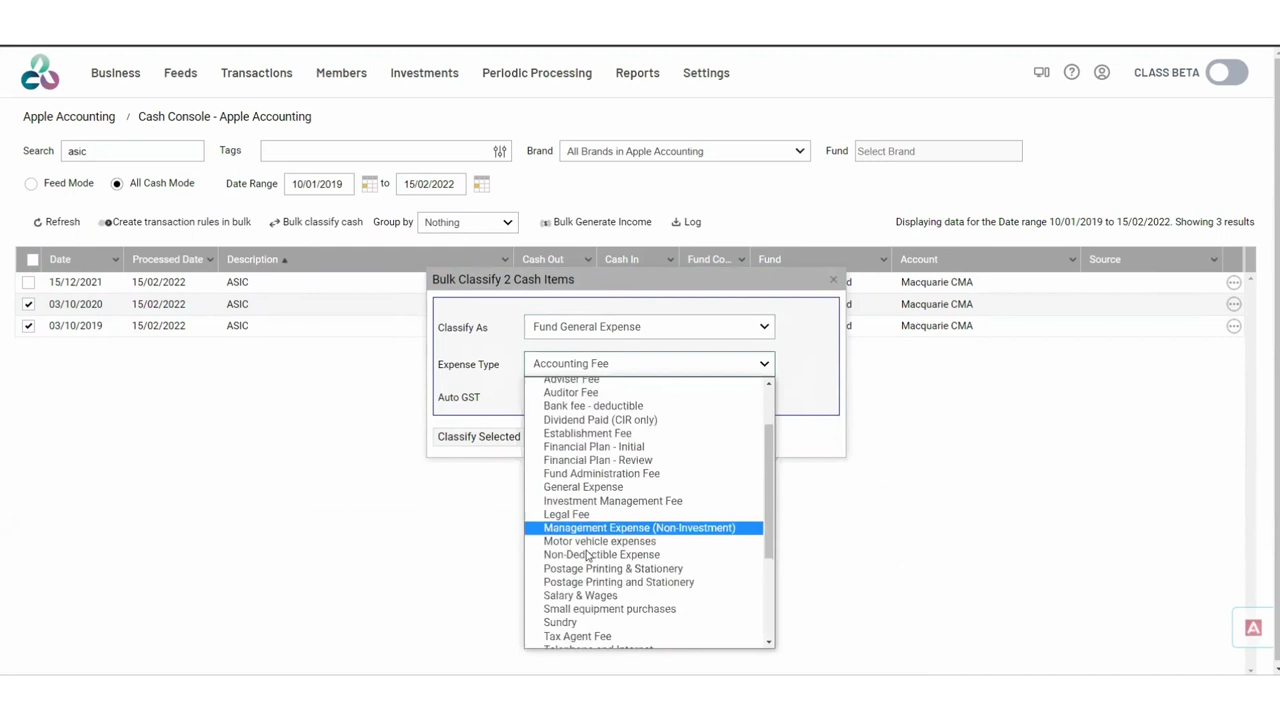 Business Feeds Transactions Members Investments Periodic Processing Reports Settings CLASS BETA
Apple Accounting / Cash Console - Apple Accounting
Search asic Tags Brand All Brands in Apple Accounting Fund Select Brand
Feed Mode All Cash Mode Date Range 10/01/2019 to 15/02/2022
Refresh Create transaction rules in bulk Bulk classify cash Group by Nothing Bulk Generate Income Log Displaying data for the Date range 10/01/2019 to 15/02/2022. Showing 3 results
Date Processed Date Description Cash Out Cash In Fund Co... Fund Account Source
15/12/2021 15/02/2022 ASIC Macquarie CMA
03/10/2020 15/02/2022 ASIC Macquarie CMA
03/10/2019 15/02/2022 ASIC Macquarie CMA
Bulk Classify 2 Cash Items
Classify As Fund General Expense
Expense Type Accounting Fee
Auto GST
Classify Selected
Adviser Fee
Auditor Fee
Bank fee - deductible
Dividend Paid (CIR only)
Establishment Fee
Financial Plan - Initial
Financial Plan - Review
Fund Administration Fee
General Expense
Investment Management Fee
Legal Fee
Management Expense (Non-Investment)
Motor vehicle expenses
Non-Deductible Expense
Postage Printing & Stationery
Postage Printing and Stationery
Salary & Wages
Small equipment purchases
Sundry
Tax Agent Fee
Telephone and Internet
A